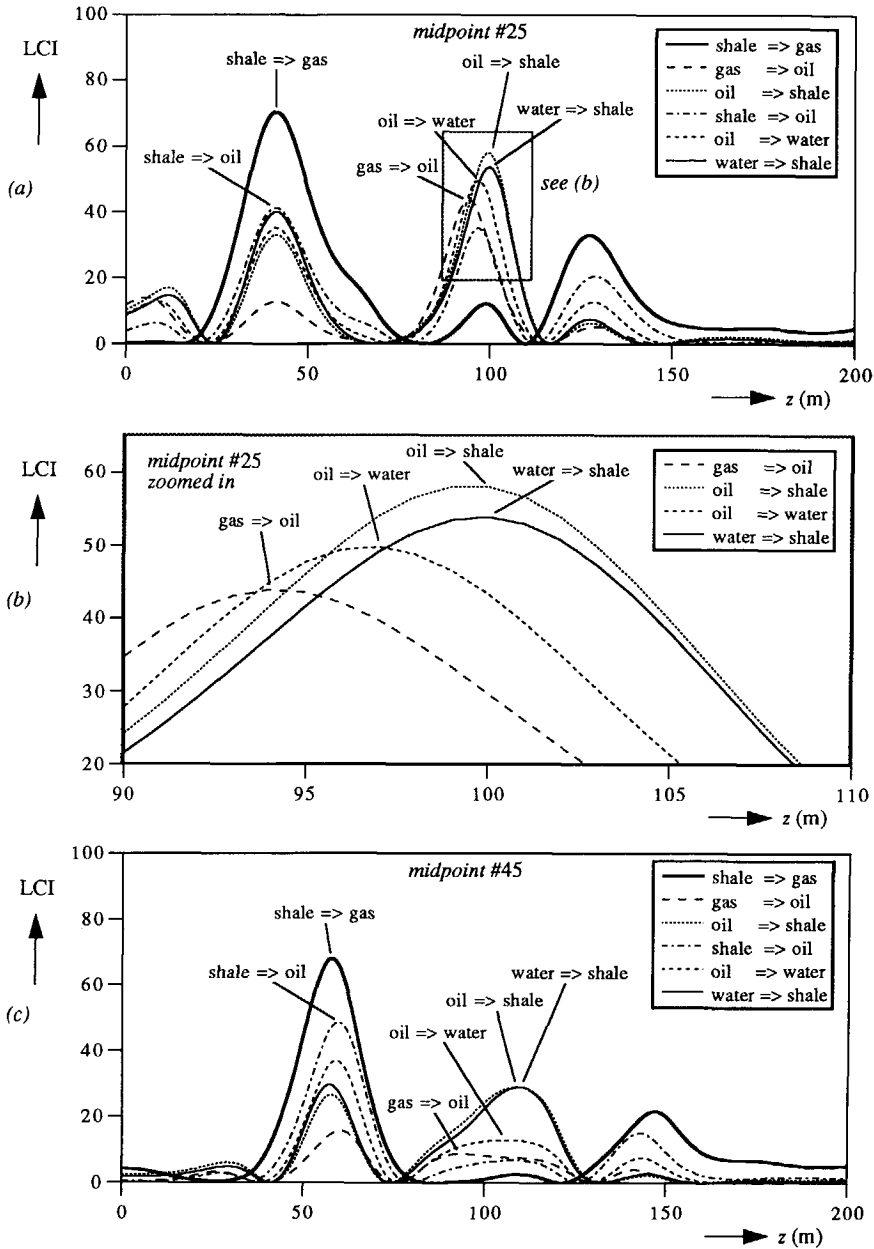 (a)
LCI
100
80
60
40
20
0
midpoint #25
shale => gas
shale => oil
oil => shale
oil => water
water => shale
gas => oil
see (b)
shale => gas
gas => oil
oil => shale
shale => oil
oil => water
water => shale
0
50
100
150
200
z (m)
(b)
LCI
60
50
40
30
20
midpoint #25
zoomed in
oil => shale
oil => water
water => shale
gas => oil
gas => oil
oil => shale
oil => water
water => shale
90
95
100
105
110
z (m)
(c)
LCI
100
80
60
40
20
0
midpoint #45
shale => gas
shale => oil
water => shale
oil => shale
oil => water
gas => oil
shale => gas
gas => oil
oil => shale
shale => oil
oil => water
water => shale
0
50
100
150
200
z (m)